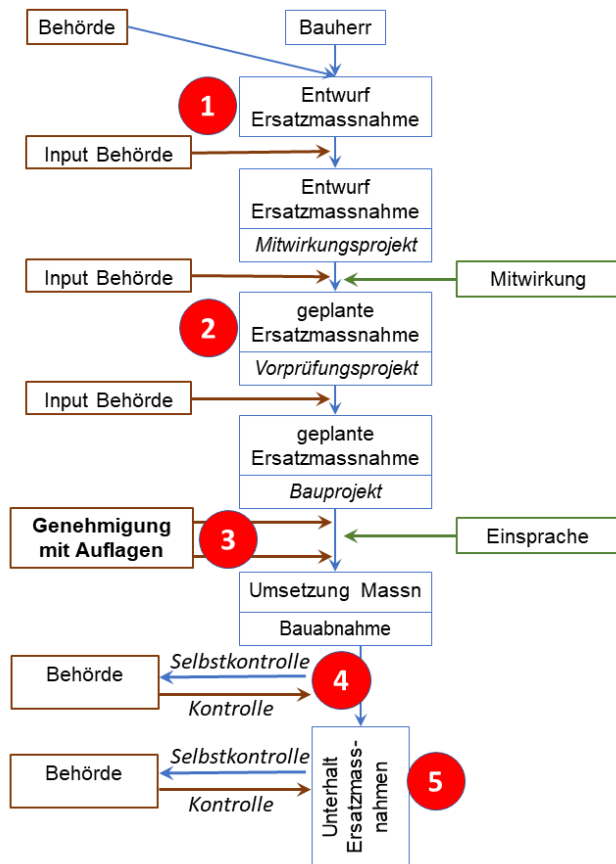 Behörde
Bauherr
1
Entwurf
Ersatzmassnahme
Input Behörde
Entwurf
Ersatzmassnahme
Mitwirkungsprojekt
Input Behörde
Mitwirkung
2
geplante
Ersatzmassnahme
Vorprüfungsprojekt
Input Behörde
geplante
Ersatzmassnahme
Bauprojekt
Genehmigung
mit Auflagen
3
Einsprache
Umsetzung Massn
Bauabnahme
Behörde
Selbstkontrolle
4
Kontrolle
Behörde
Selbstkontrolle
Kontrolle
Unterhalt
Ersatzmass-
nahmen
5